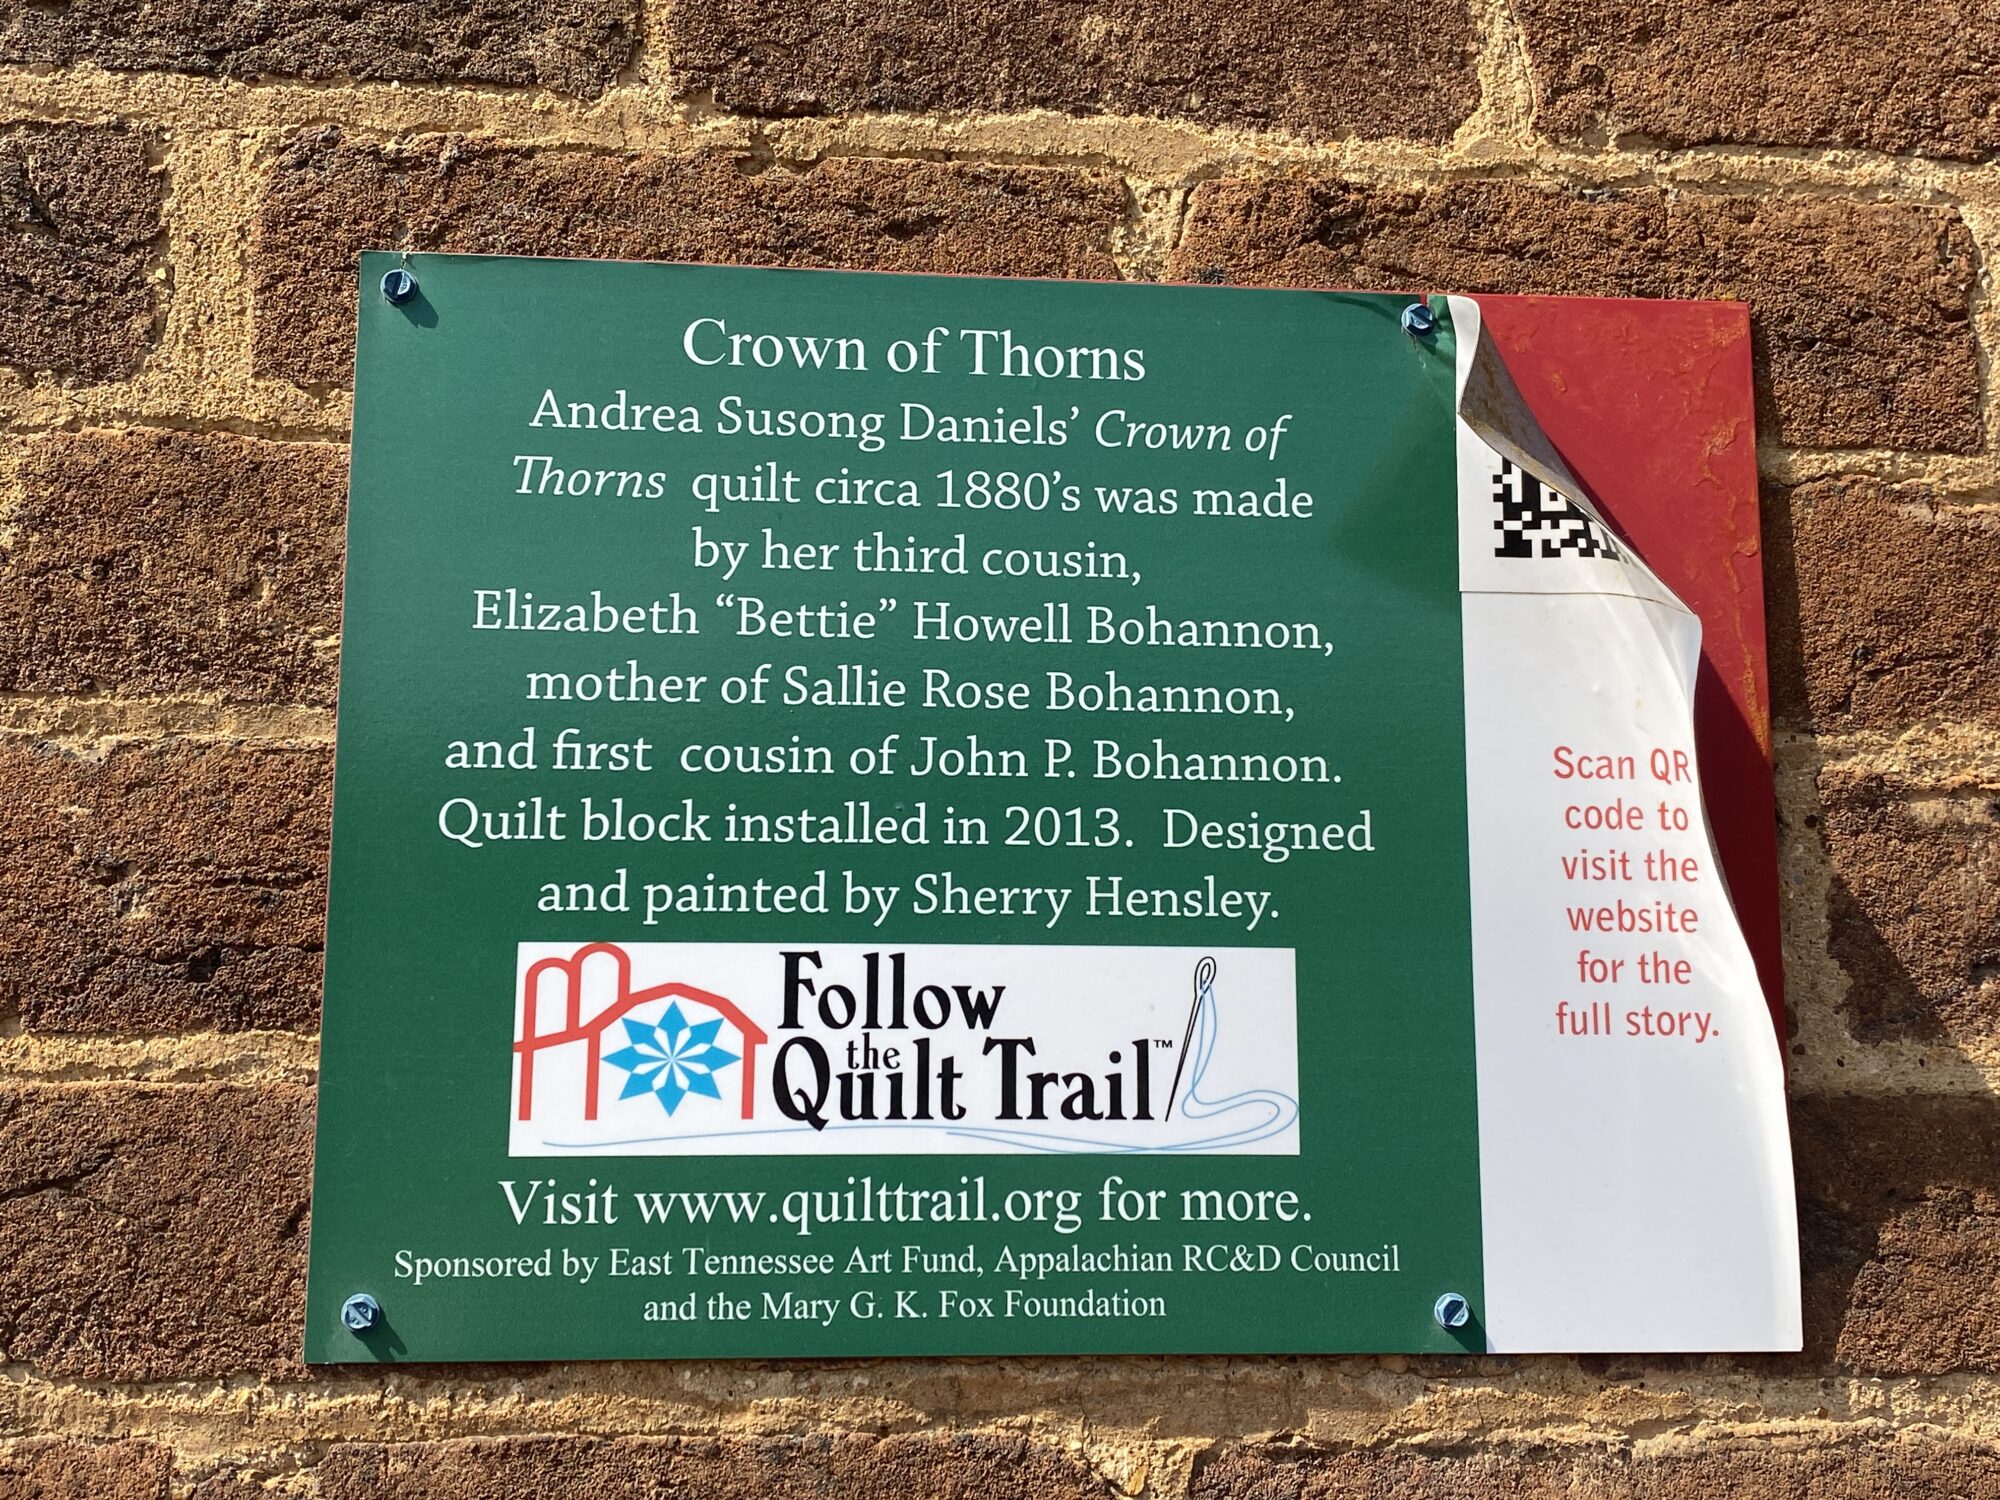 Crown of Thorns
Andrea Susong Daniels’ Crown of
Thorns quilt circa 1880’s was made
by her third cousin,
Elizabeth “Bettie” Howell Bohannon,
mother of Sallie Rose Bohannon,
and first cousin of John P. Bohannon.
Quilt block installed in 2013. Designed
and painted by Sherry Hensley.
Follow
the
Quilt Trail™
Visit www.quilttrail.org for more.
Sponsored by East Tennessee Art Fund, Appalachian RC&D Council
and the Mary G. K. Fox Foundation
Scan QR
code to
visit the
website
for the
full story.